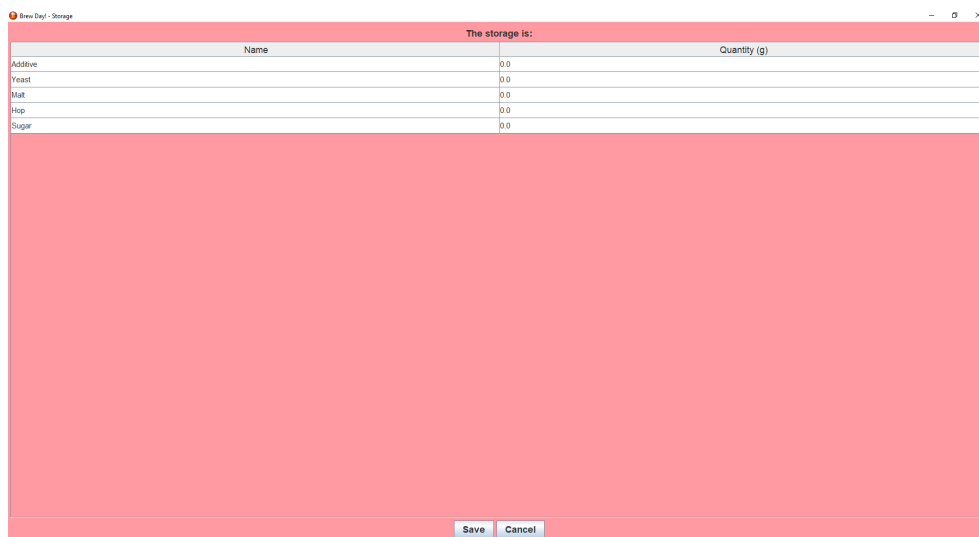 Brew Day! - Storage
The storage is:
Name Quantity (g)
Additive 0.0
Yeast 0.0
Malt 0.0
Hop 0.0
Sugar 0.0
Save Cancel